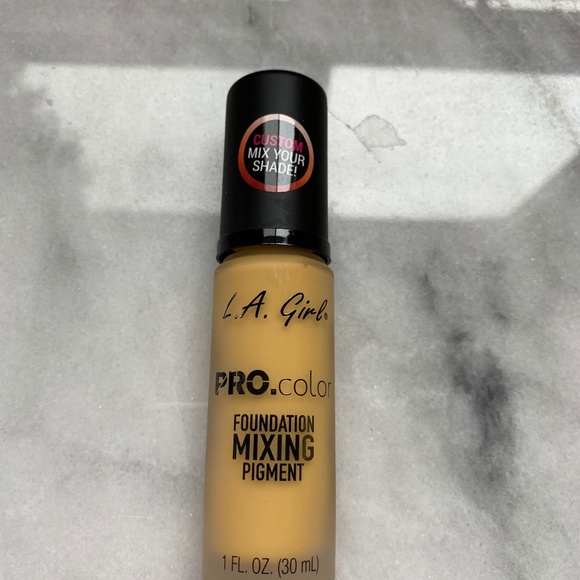 CUSTOM
MIX YOUR
SHADE!
L.A. Girl®
PRO.color
FOUNDATION
MIXING
PIGMENT
1 FL. OZ. (30 mL)